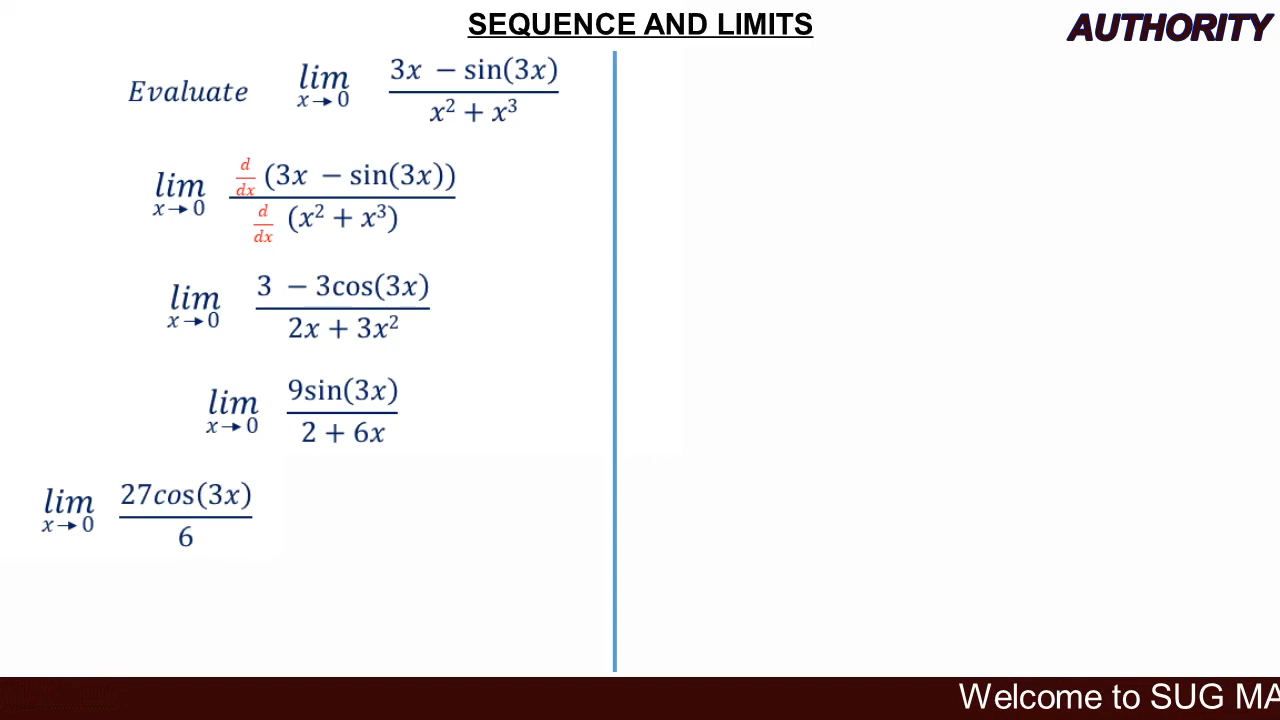 SEQUENCE AND LIMITS
AUTHORITY
Evaluate lim x→0 (3x − sin(3x))/(x² + x³)
lim x→0 (d/dx (3x − sin(3x)))/(d/dx (x² + x³))
lim x→0 (3 − 3cos(3x))/(2x + 3x²)
lim x→0 (9sin(3x))/(2 + 6x)
lim x→0 (27cos(3x))/6
Welcome to SUG MA